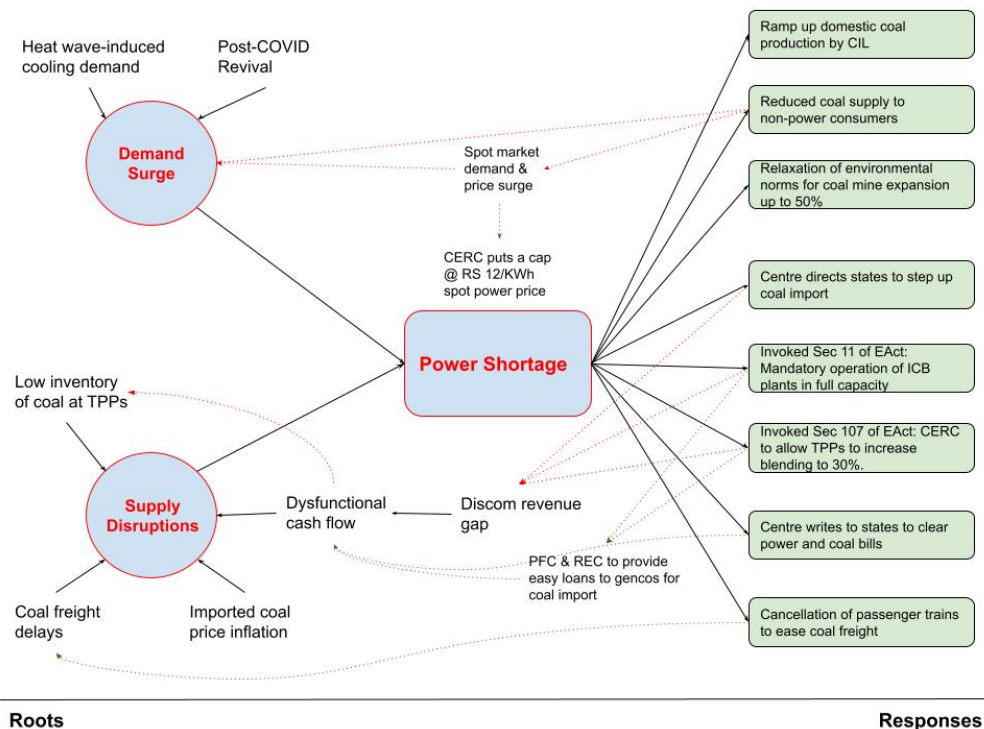 Heat wave-induced
cooling demand
Post-COVID
Revival
Demand
Surge
Spot market
demand &
price surge
CERC puts a cap
@ RS 12/KWh
spot power price
Power Shortage
Low inventory
of coal at TPPs
Supply
Disruptions
Dysfunctional
cash flow
Discom revenue
gap
PFC & REC to provide
easy loans to gencos for
coal import
Coal freight
delays
Imported coal
price inflation
Ramp up domestic coal
production by CIL
Reduced coal supply to
non-power consumers
Relaxation of environmental
norms for coal mine expansion
up to 50%
Centre directs states to step up
coal import
Invoked Sec 11 of EAct:
Mandatory operation of ICB
plants in full capacity
Invoked Sec 107 of EAct: CERC
to allow TPPs to increase
blending to 30%.
Centre writes to states to clear
power and coal bills
Cancellation of passenger trains
to ease coal freight
Roots
Responses